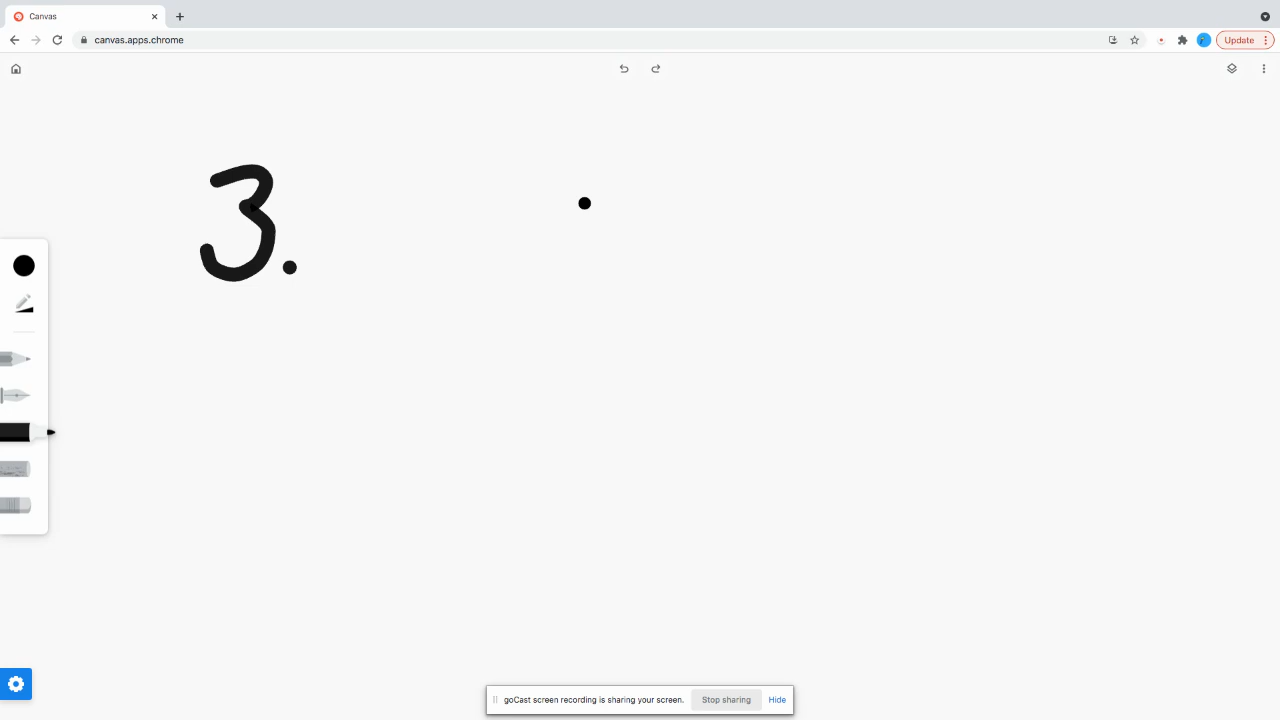 Canvas
canvas.apps.chrome
Update
3.
goCast screen recording is sharing your screen.
Stop sharing
Hide